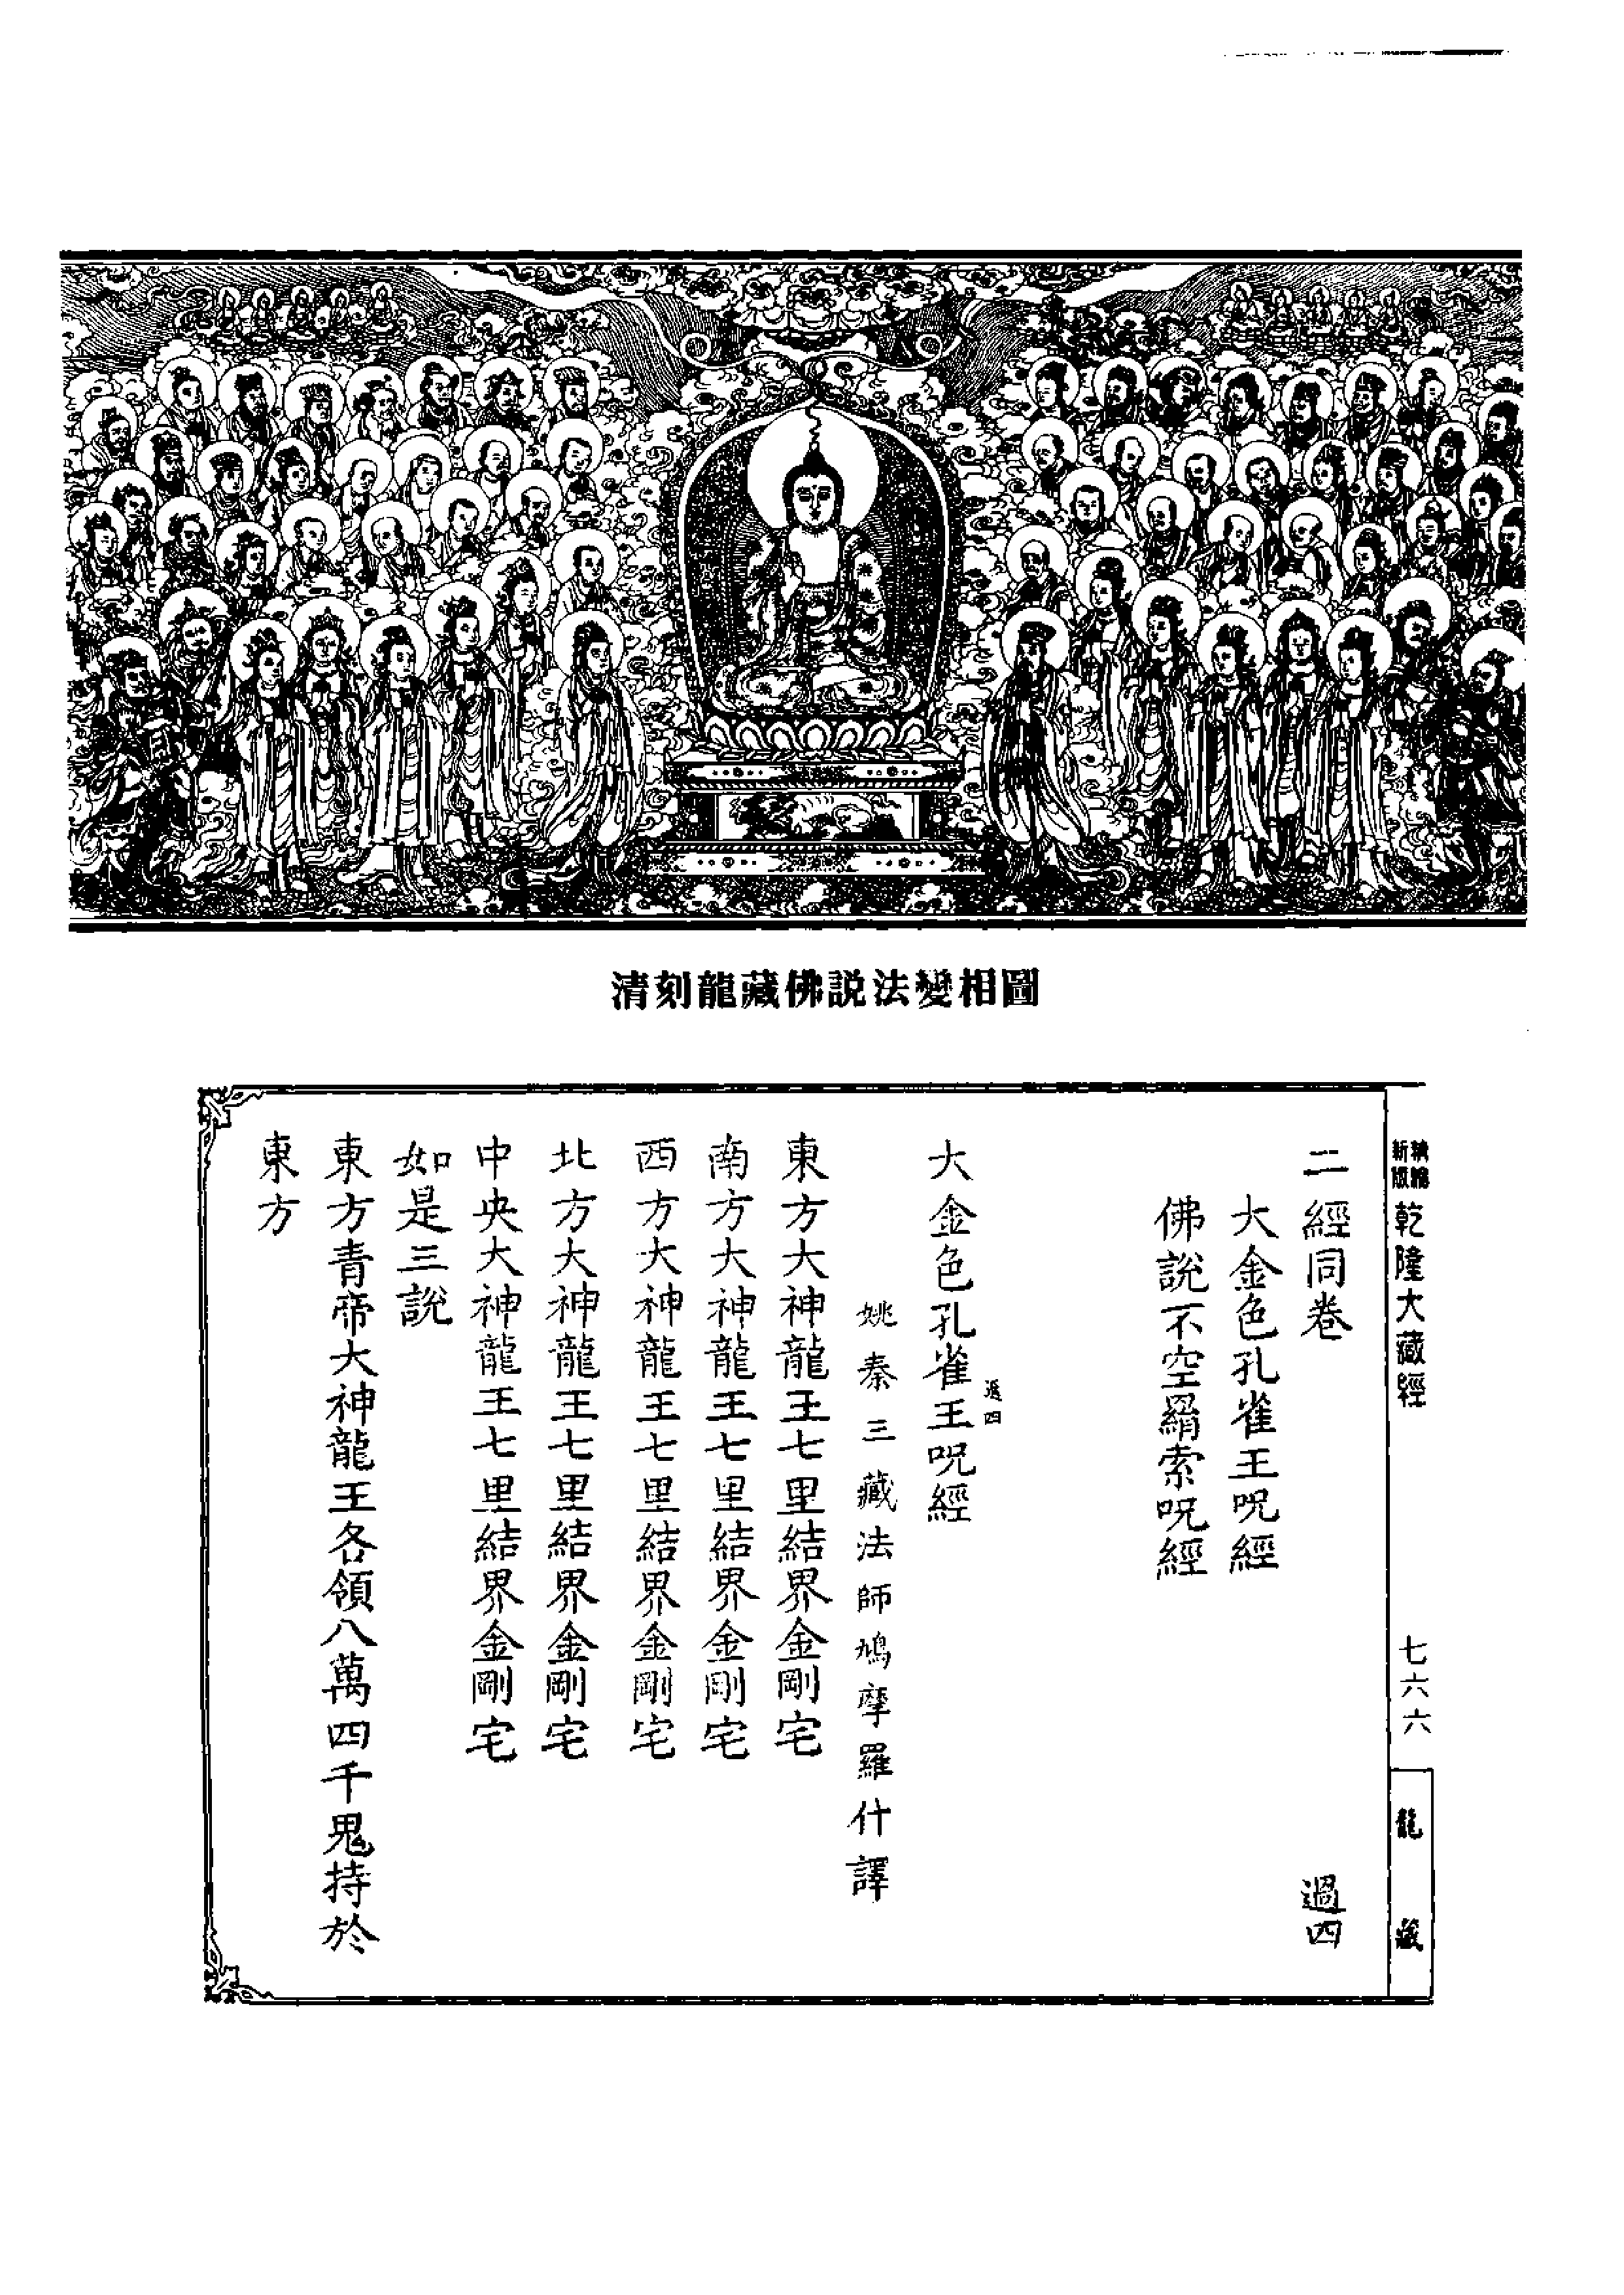 清刻龍藏佛説法變相圖
新版
乾隆大藏經
七六六
龍藏
二經同卷 過四
大金色孔雀王呪經
佛說不空羂索呪經
大金色孔雀王呪經
過四
姚秦三藏法師鳩摩羅什譯
東方大神龍王七里結界金剛宅
南方大神龍王七里結界金剛宅
西方大神龍王七里結界金剛宅
北方大神龍王七里結界金剛宅
中央大神龍王七里結界金剛宅
如是三說
東方青帝大神龍王各領八萬四千鬼持於
東方